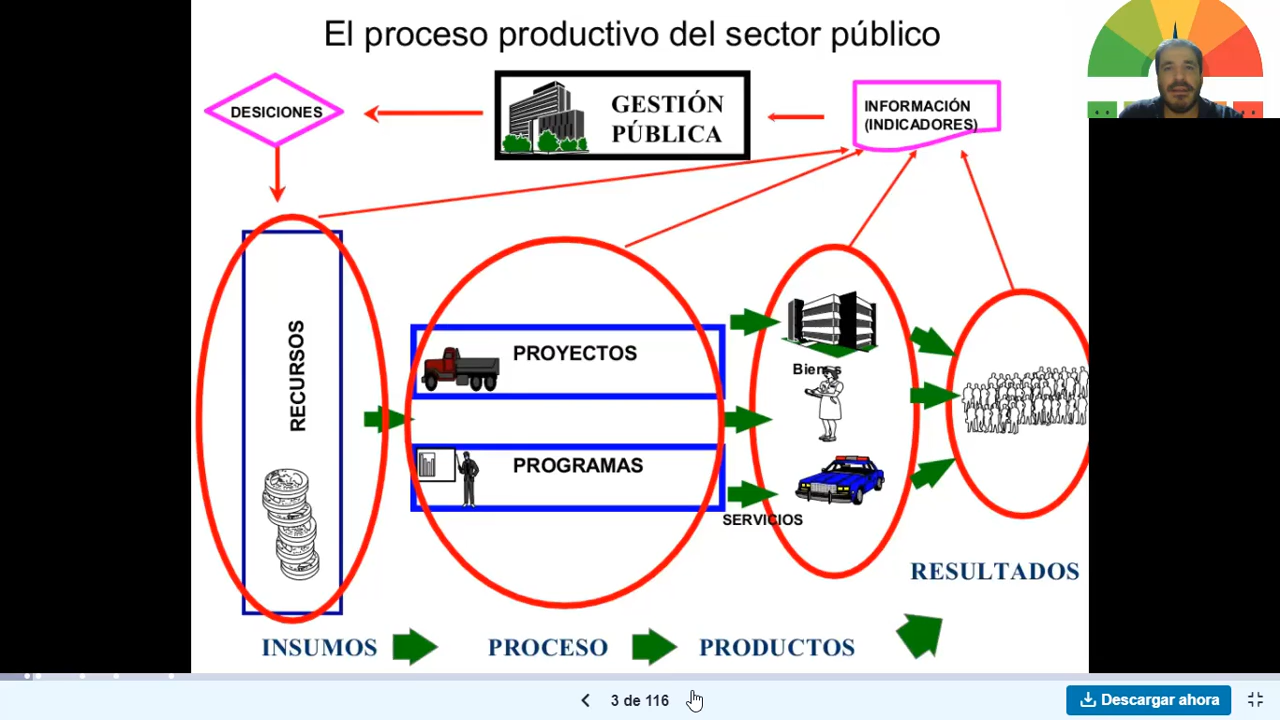 El proceso productivo del sector público
DESICIONES
GESTIÓN
PÚBLICA
INFORMACIÓN
(INDICADORES)
RECURSOS
PROYECTOS
PROGRAMAS
Bienes
SERVICIOS
RESULTADOS
INSUMOS
PROCESO
PRODUCTOS
3 de 116
Descargar ahora